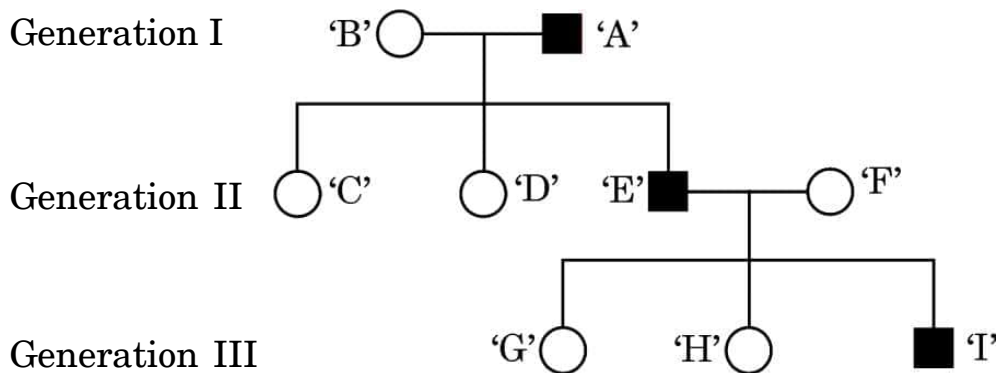 Generation I ‘B’ ‘A’
Generation II ‘C’ ‘D’ ‘E’ ‘F’
Generation III ‘G’ ‘H’ ‘I’